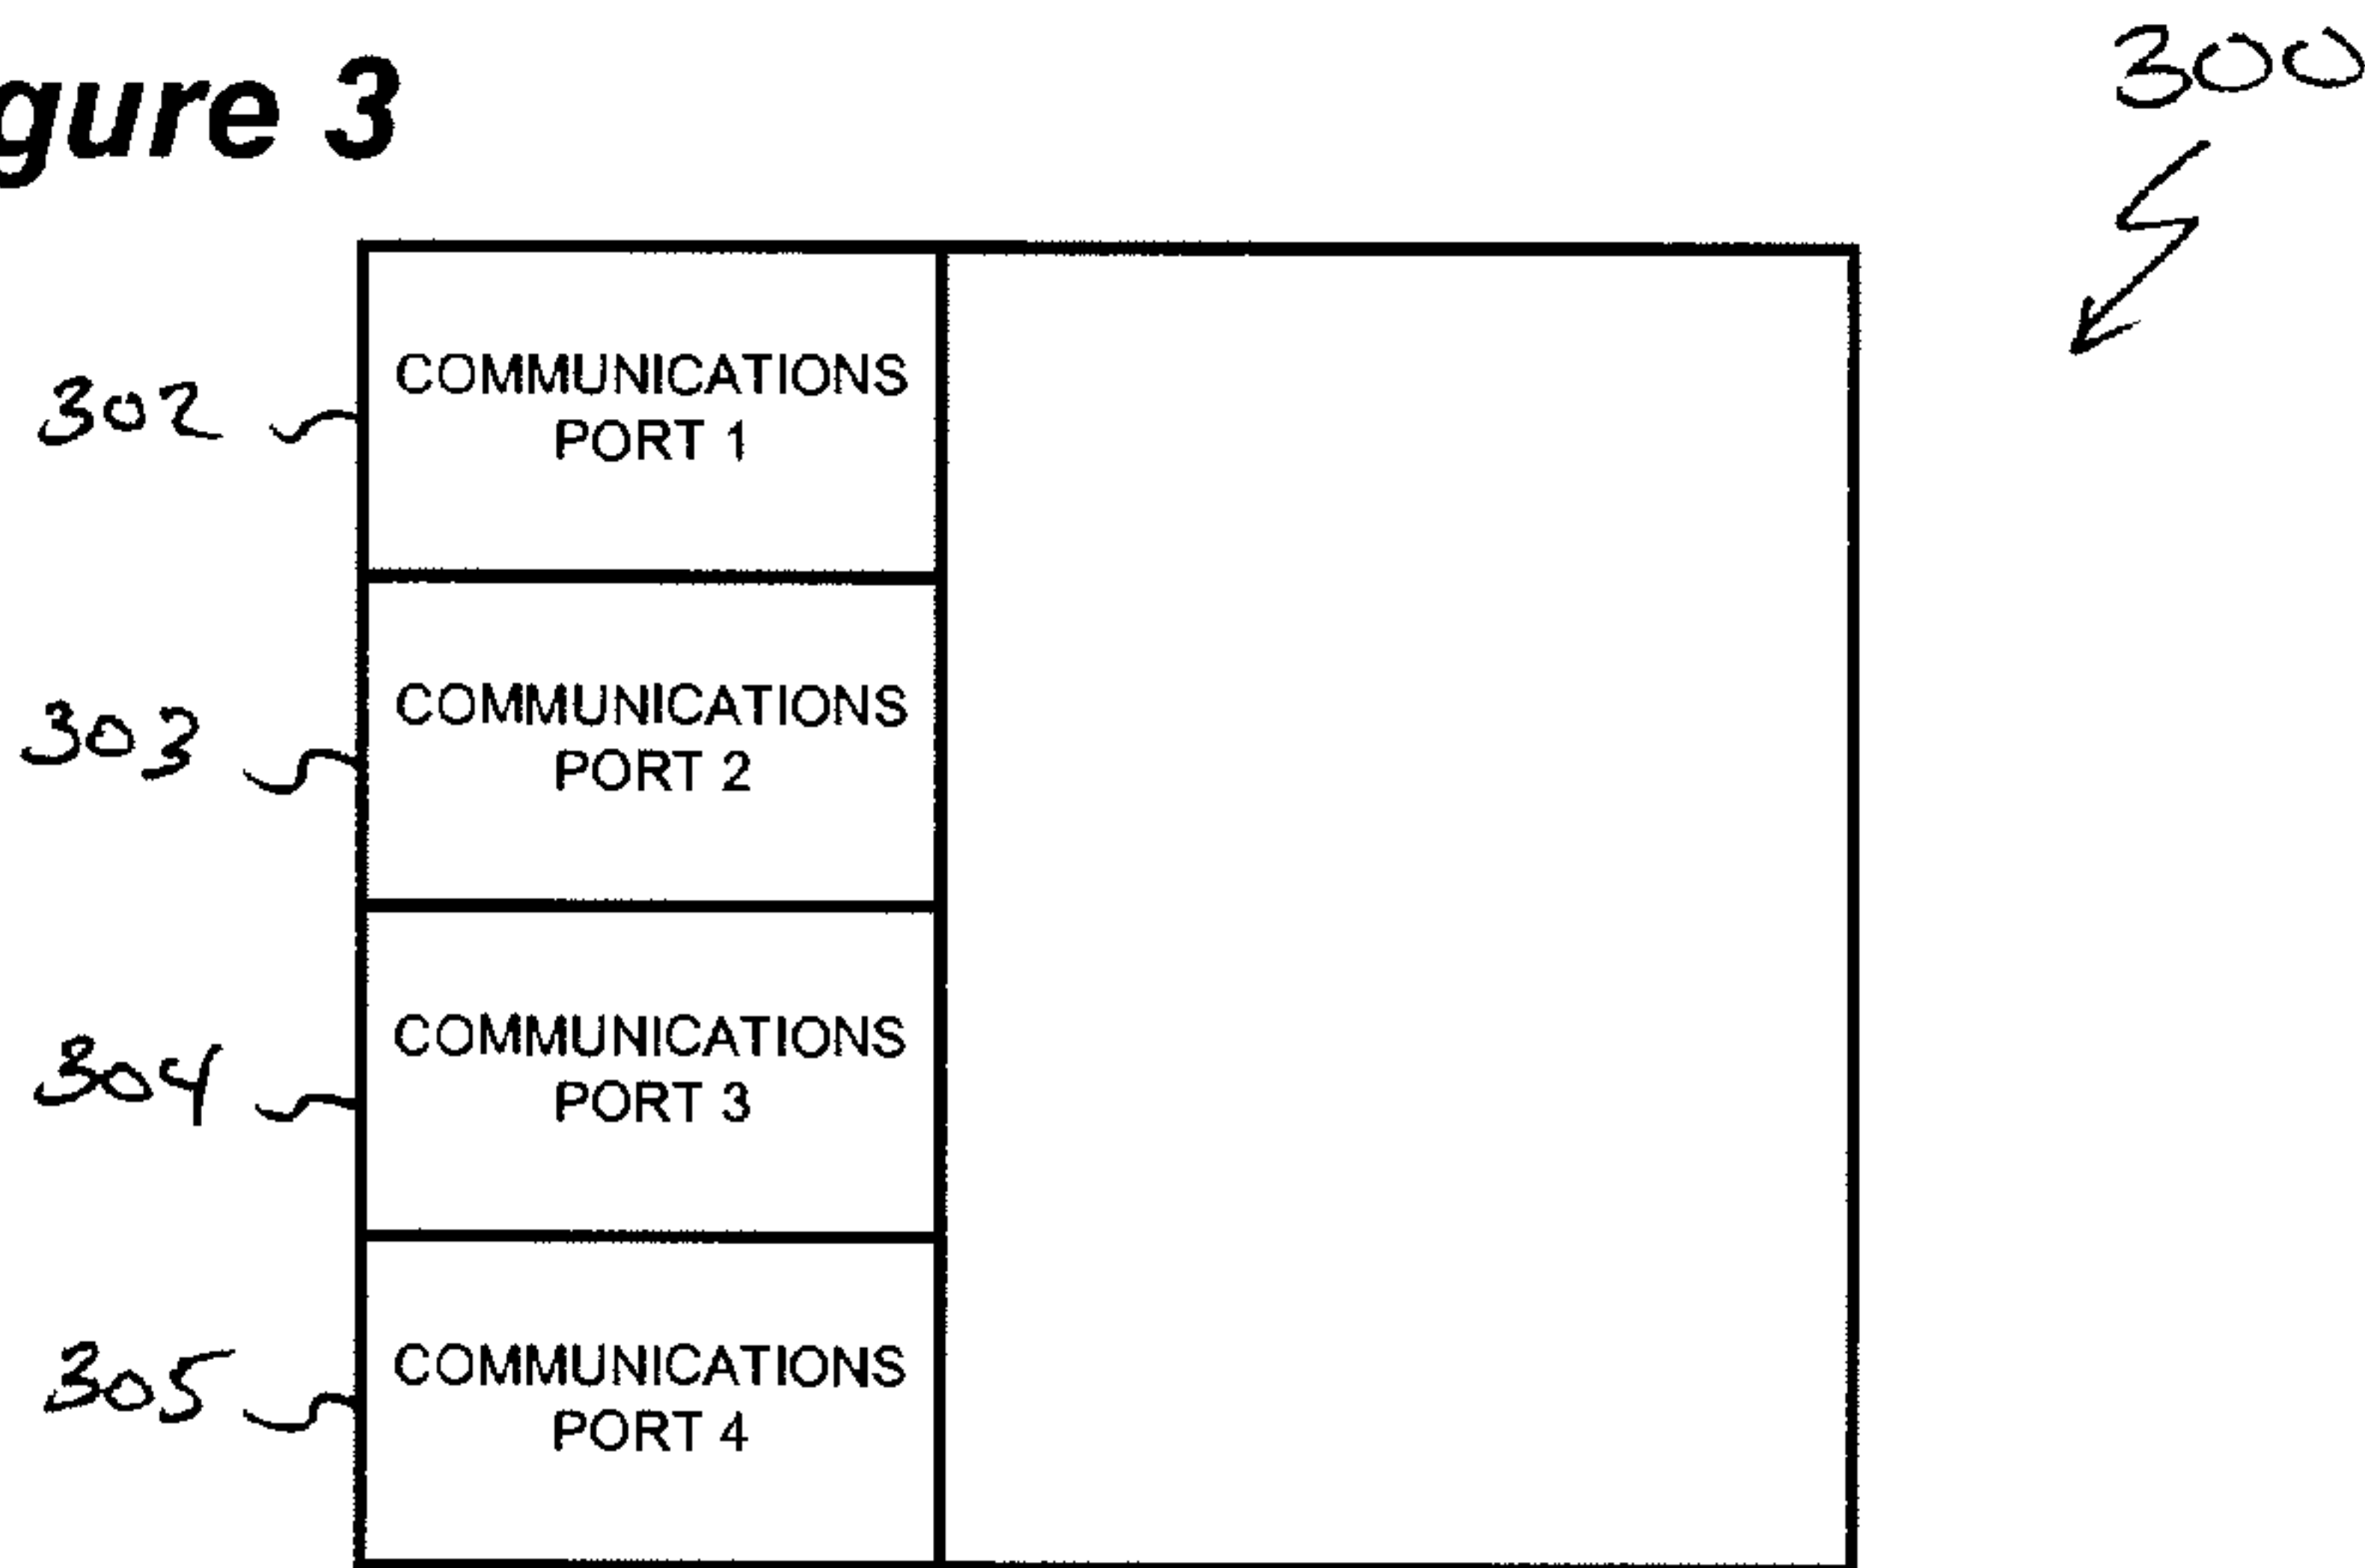 gure 3
300
302
COMMUNICATIONS
PORT 1
303
COMMUNICATIONS
PORT 2
304
COMMUNICATIONS
PORT 3
305
COMMUNICATIONS
PORT 4